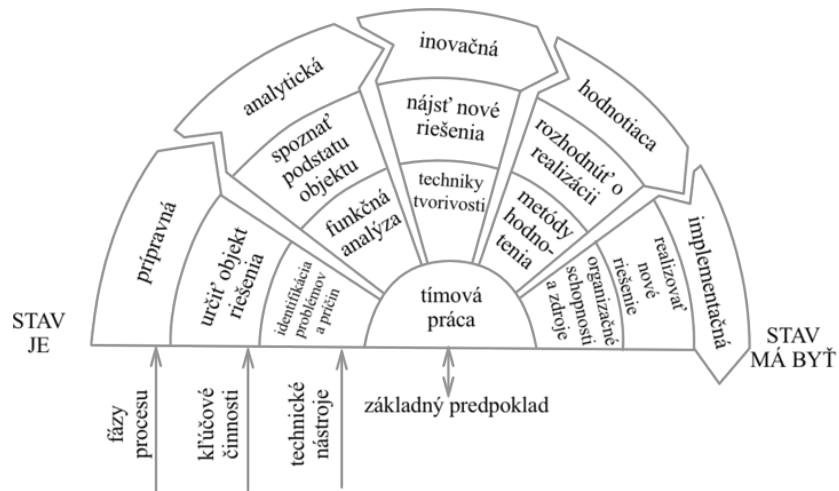 prípravná
určiť objekt
riešenia
identifikácia
problémov
a príčin
analytická
spoznať
podstatu
objektu
funkčná
analýza
inovačná
nájsť nové
riešenia
techniky
tvorivosti
hodnotiaca
rozhodnúť o
realizácii
metódy
hodno-
tenia
implementačná
realizovať
nové
riešenie
organizačné
schopnosti
a zdroje
tímová
práca
STAV
JE
STAV
MÁ BYŤ
fázy
procesu
kľúčové
činnosti
technické
nástroje
základný predpoklad